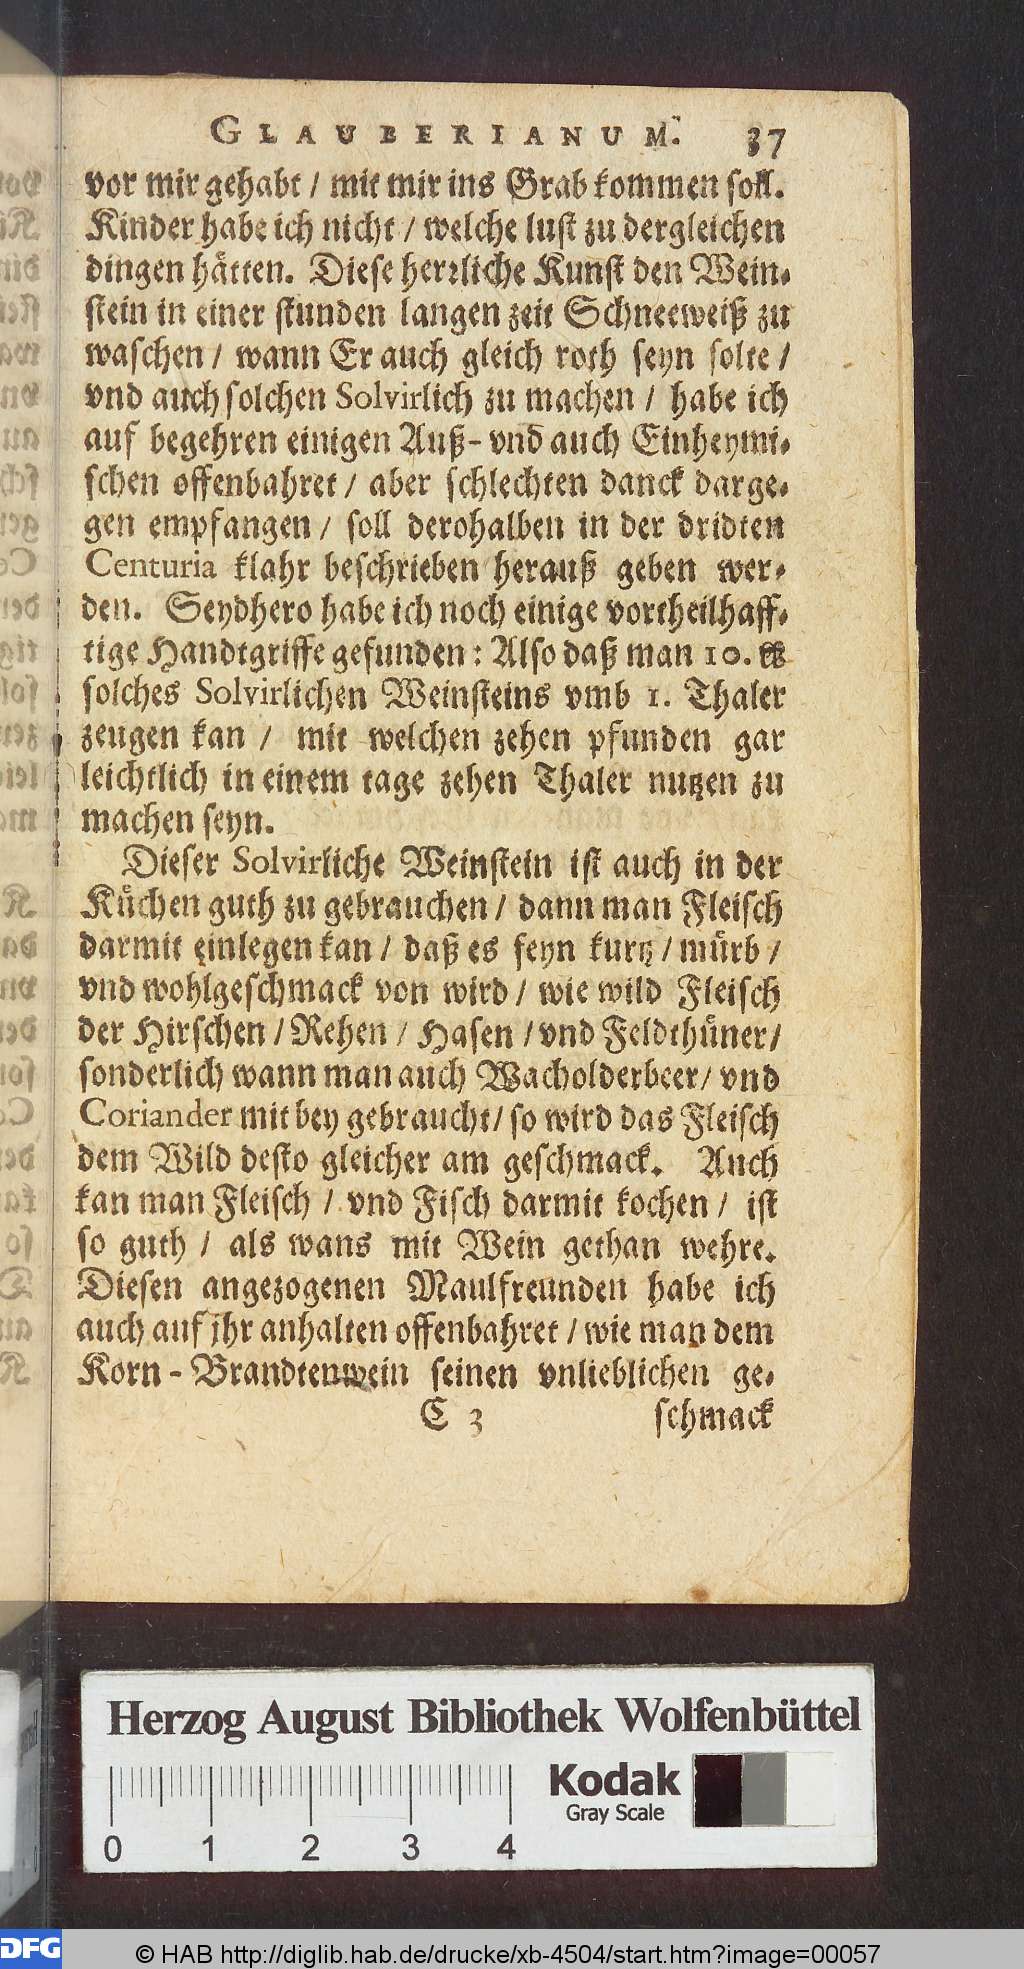 GLAUBERIANUM. 37
vor mir gehabt / mit mir ins Grab kommen soll.
Kinder habe ich nicht / welche lust zu dergleichen
dingen hätten. Diese herrliche Kunst den Wein-
stein in einer stunden langen zeit Schneeweiß zu
waschen / wann Er auch gleich roth seyn solte /
vnd auch solchen Solvirlich zu machen / habe ich
auf begehren einigen Auß- vnd auch Einheymi-
schen offenbahret / aber schlechten danck darge-
gen empfangen / soll derohalben in der dridten
Centuria klahr beschrieben herauß geben wer-
den. Seydhero habe ich noch einige vortheilhaff-
tige Handtgriffe gefunden: Also daß man 10. ℔
solches Solvirlichen Weinsteins vmb 1. Thaler
zeugen kan / mit welchen zehen pfunden gar
leichtlich in einem tage zehen Thaler nutzen zu
machen seyn.
Dieser Solvirliche Weinstein ist auch in der
Küchen guth zu gebrauchen / dann man Fleisch
darmit einlegen kan / daß es feyn kurtz / mürb /
vnd wohlgeschmack von wird / wie wild Fleisch
der Hirschen / Rehen / Hasen / vnd Feldthüner /
sonderlich wann man auch Wacholderbeer / vnd
Coriander mit bey gebraucht / so wird das Fleisch
dem Wild desto gleicher am geschmack. Auch
kan man Fleisch / vnd Fisch darmit kochen / ist
so guth / als wans mit Wein gethan wehre.
Diesen angezogenen Maulfreunden habe ich
auch auf jhr anhalten offenbahret / wie man dem
Korn-Brandtenwein seinen vnlieblichen ge-
C 3 schmack
Herzog August Bibliothek Wolfenbüttel
Kodak
Gray Scale
0 1 2 3 4
DFG © HAB http://diglib.hab.de/drucke/xb-4504/start.htm?image=00057